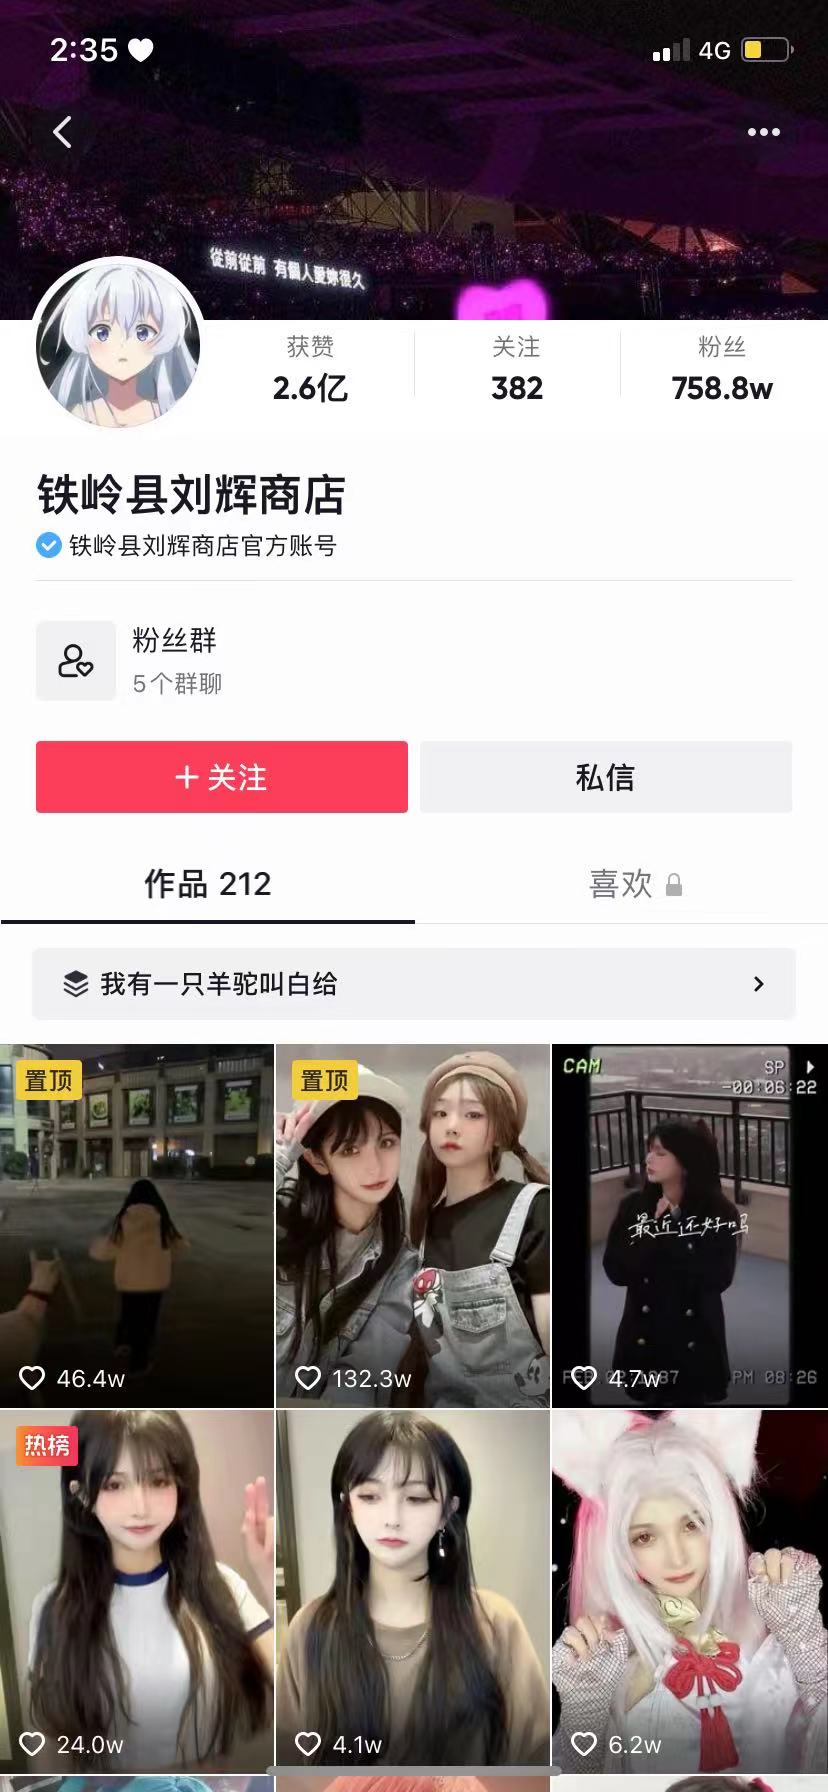 2:35
4G
從前從前 有個人愛妳很久
获赞
2.6亿
关注
382
粉丝
758.8w
铁岭县刘辉商店
铁岭县刘辉商店官方账号
粉丝群
5个群聊
关注
私信
作品 212
喜欢
我有一只羊驼叫白给
置顶
46.4w
置顶
132.3w
CAM
SP
-00:06:22
最近还好吗
4.7w
PM 08:26
热榜
24.0w
4.1w
6.2w